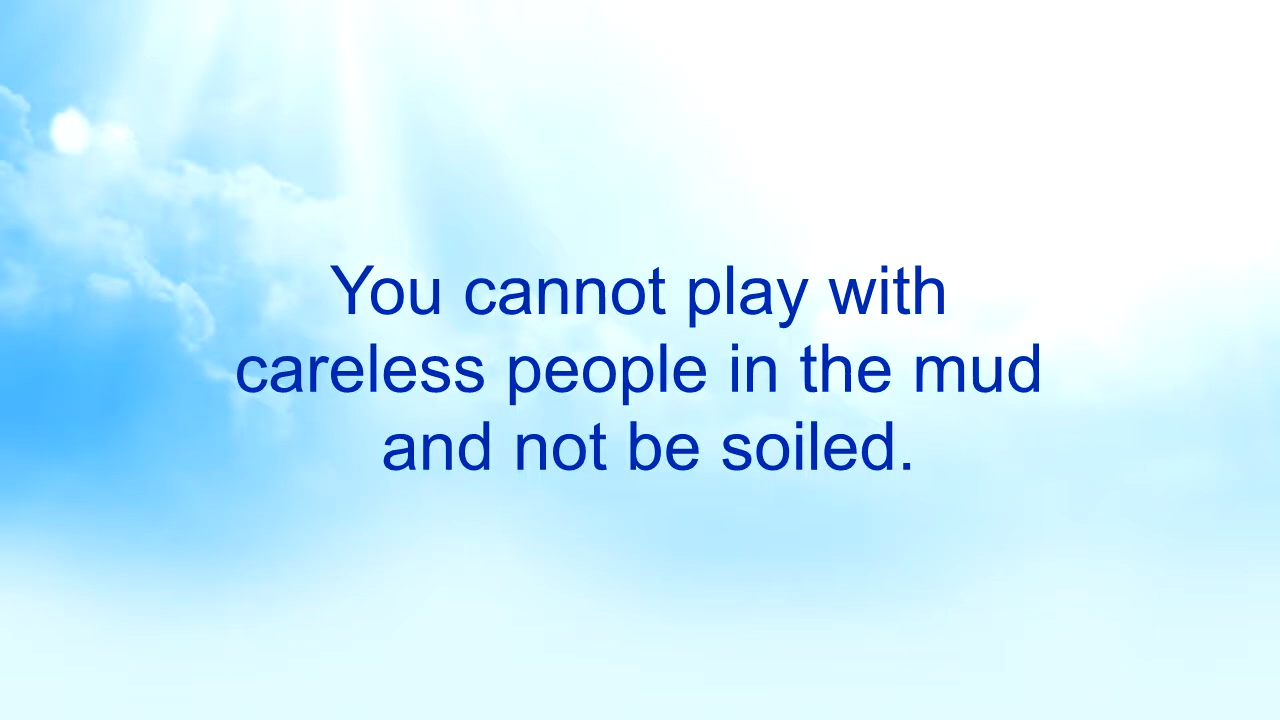 You cannot play with
careless people in the mud
and not be soiled.